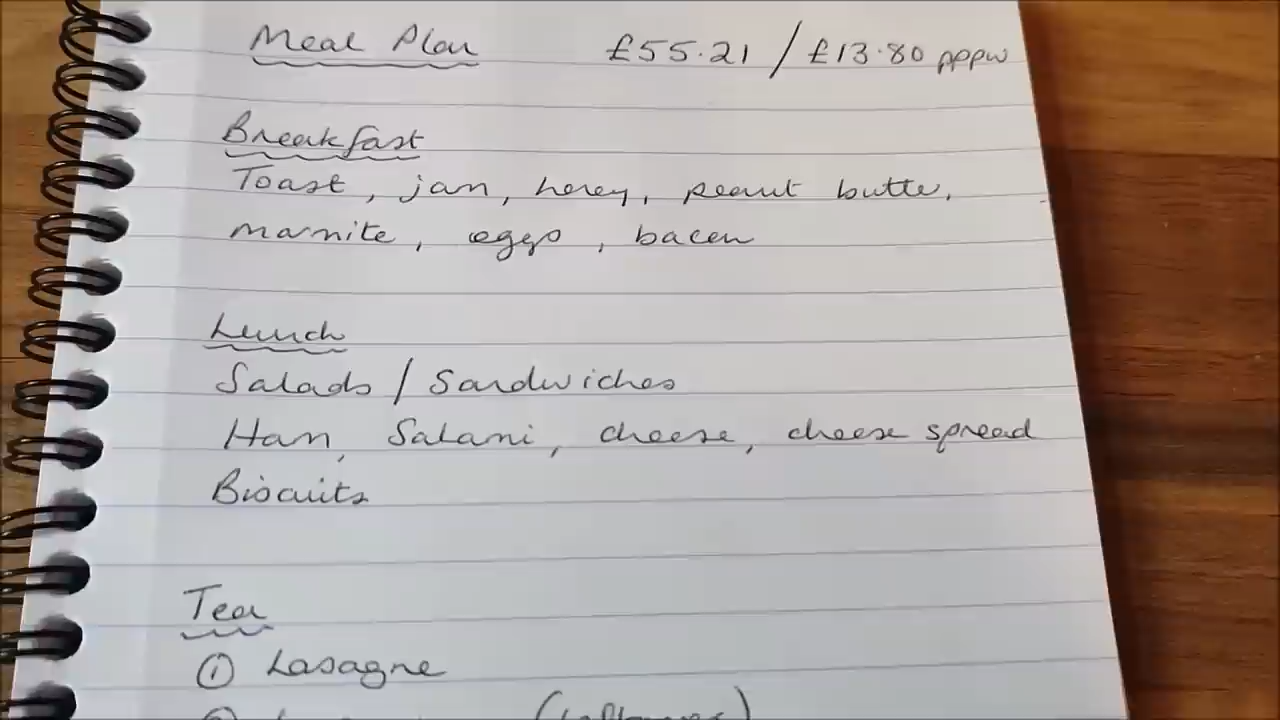 Meal Plan £55.21 / £13.80 pppw
Breakfast
Toast, jam, honey, peanut butter,
marmite, eggs, bacon
Lunch
Salads / Sandwiches
Ham, Salami, cheese, cheese spread
Biscuits
Tea
① Lasagne